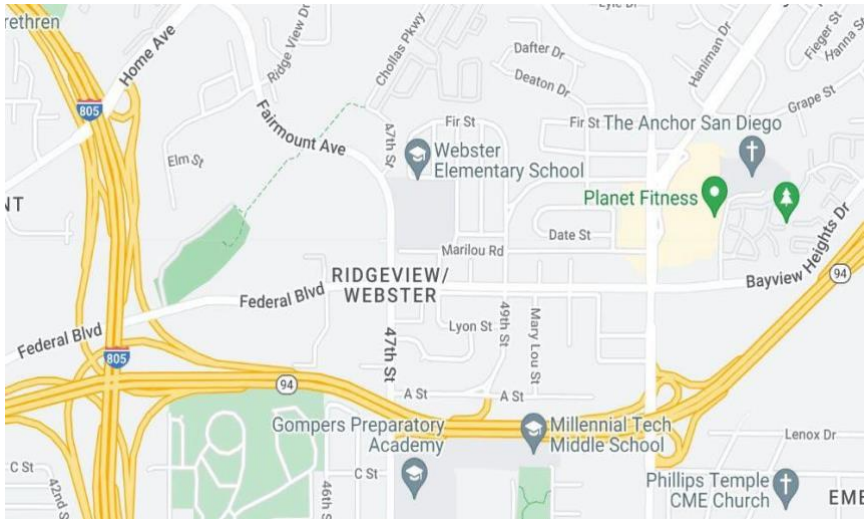 rethren
Home Ave
Ridge View Dr
Chollas Pkwy
Dafter Dr
Deaton Dr
Haniman Dr
Fieger St
Hanna S
Grape St
805
Fairmount Ave
47th St
Fir St
Fir St
The Anchor San Diego
Elm St
Webster
Elementary School
Planet Fitness
NT
Date St
Marilou Rd
Bayview Heights Dr
94
RIDGEVIEW/
WEBSTER
Federal Blvd
Federal Blvd
47th St
Lyon St
49th St
Mary Lou St
805
94
A St
A St
Gompers Preparatory
Academy
Millennial Tech
Middle School
Lenox Dr
C St
42nd S
46th St
C St
Phillips Temple
CME Church
EME